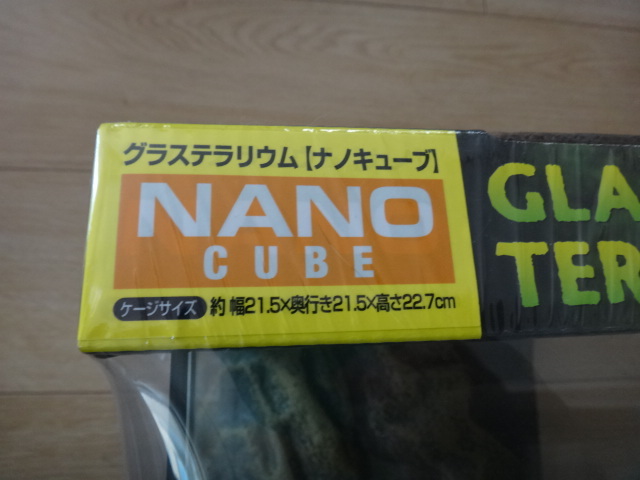 グラステラリウム【ナノキューブ】
NANO
CUBE
ケージサイズ 約 幅21.5×奥行き21.5×高さ22.7cm
GLA
TER